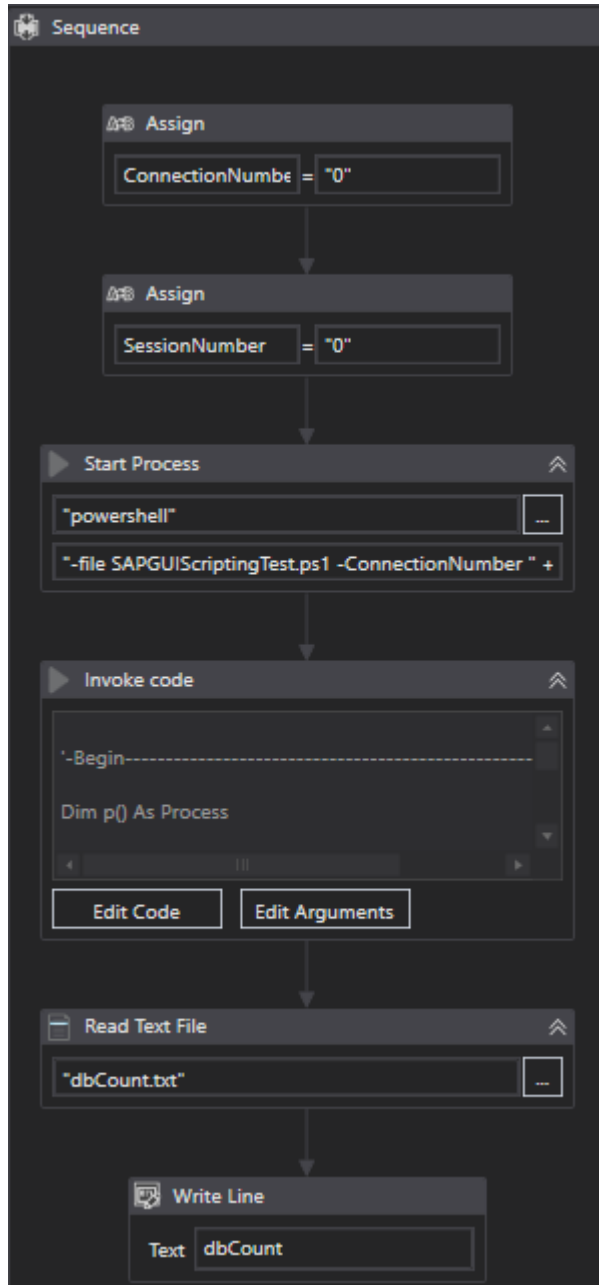 Sequence
Assign
ConnectionNumbe = "0"
Assign
SessionNumber = "0"
Start Process
"powershell" ...
"-file SAPGUIScriptingTest.ps1 -ConnectionNumber " +
Invoke code
'-Begin---------------------------------------------------
Dim p() As Process
Edit Code Edit Arguments
Read Text File
"dbCount.txt" ...
Write Line
Text dbCount